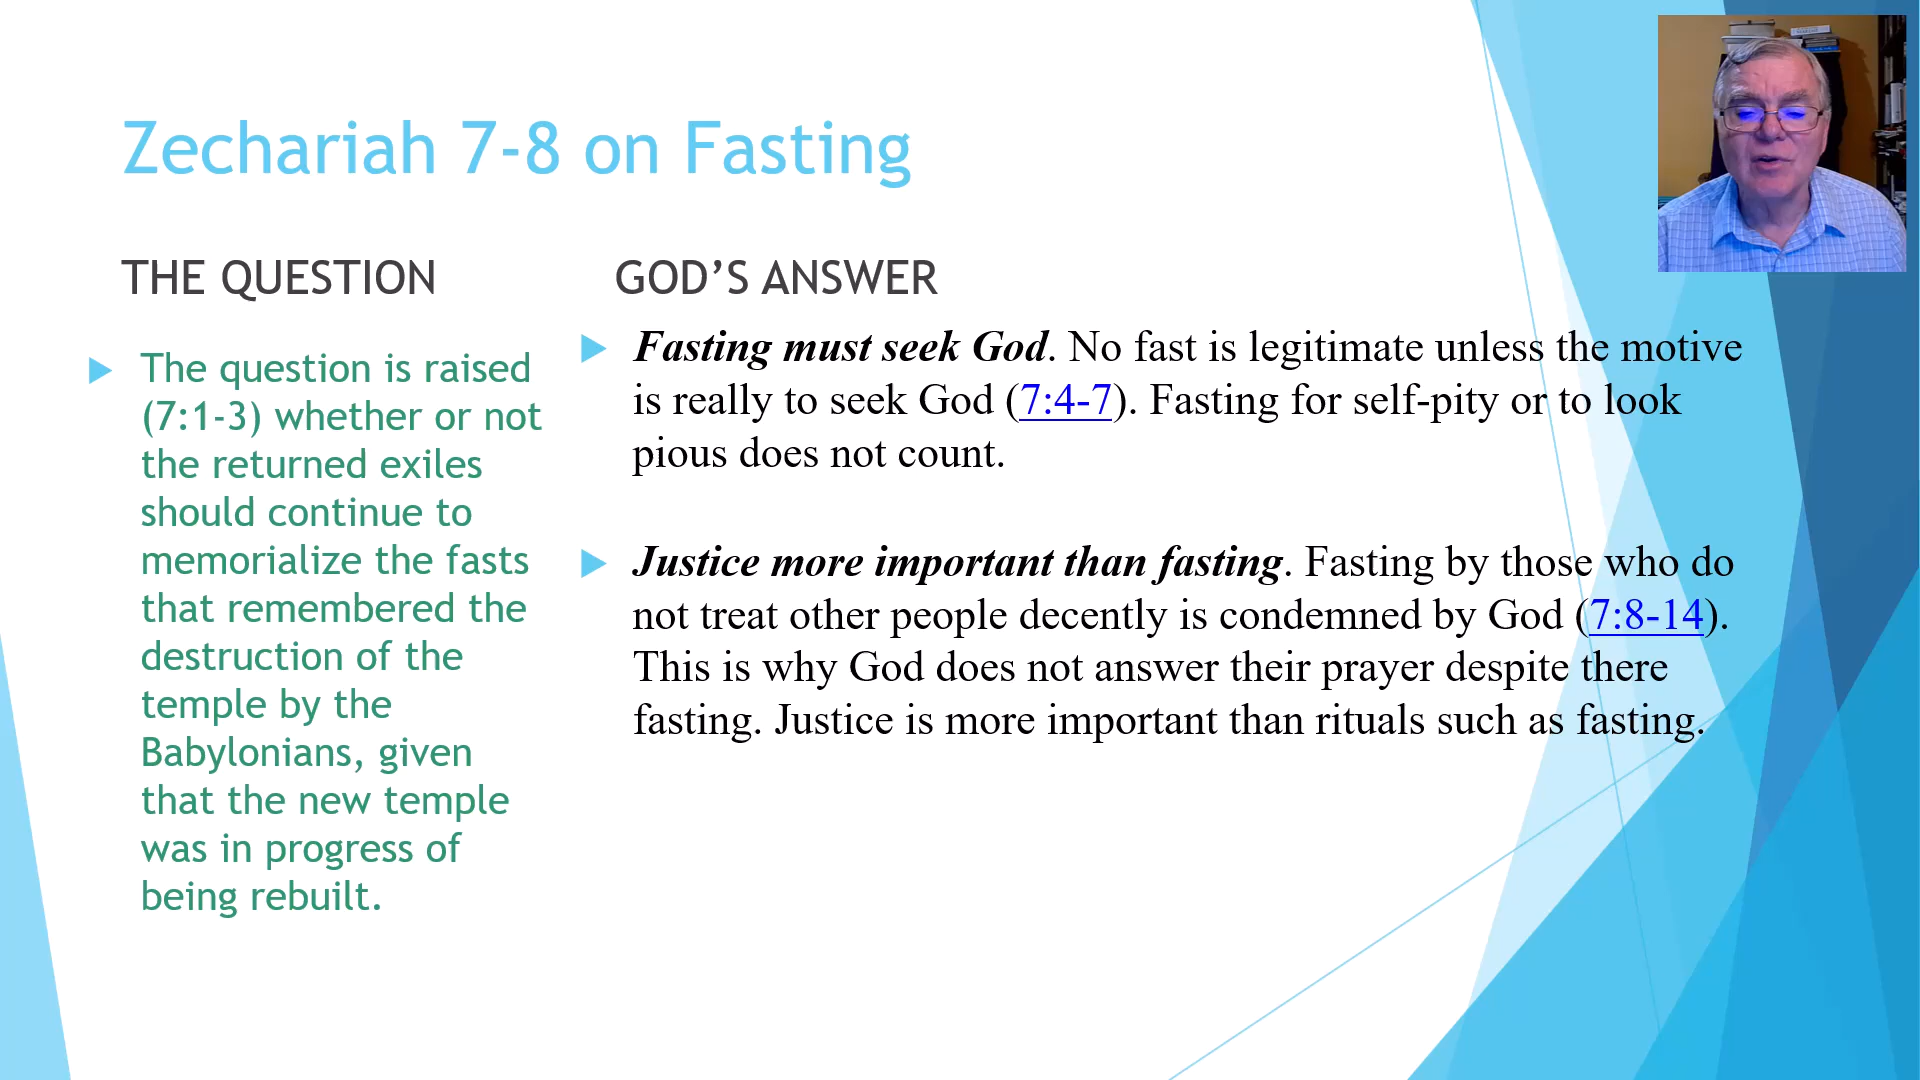 Zechariah 7-8 on Fasting
THE QUESTION
The question is raised
(7:1-3) whether or not
the returned exiles
should continue to
memorialize the fasts
that remembered the
destruction of the
temple by the
Babylonians, given
that the new temple
was in progress of
being rebuilt.
GOD’S ANSWER
Fasting must seek God. No fast is legitimate unless the motive
is really to seek God (7:4-7). Fasting for self-pity or to look
pious does not count.
Justice more important than fasting. Fasting by those who do
not treat other people decently is condemned by God (7:8-14).
This is why God does not answer their prayer despite there
fasting. Justice is more important than rituals such as fasting.